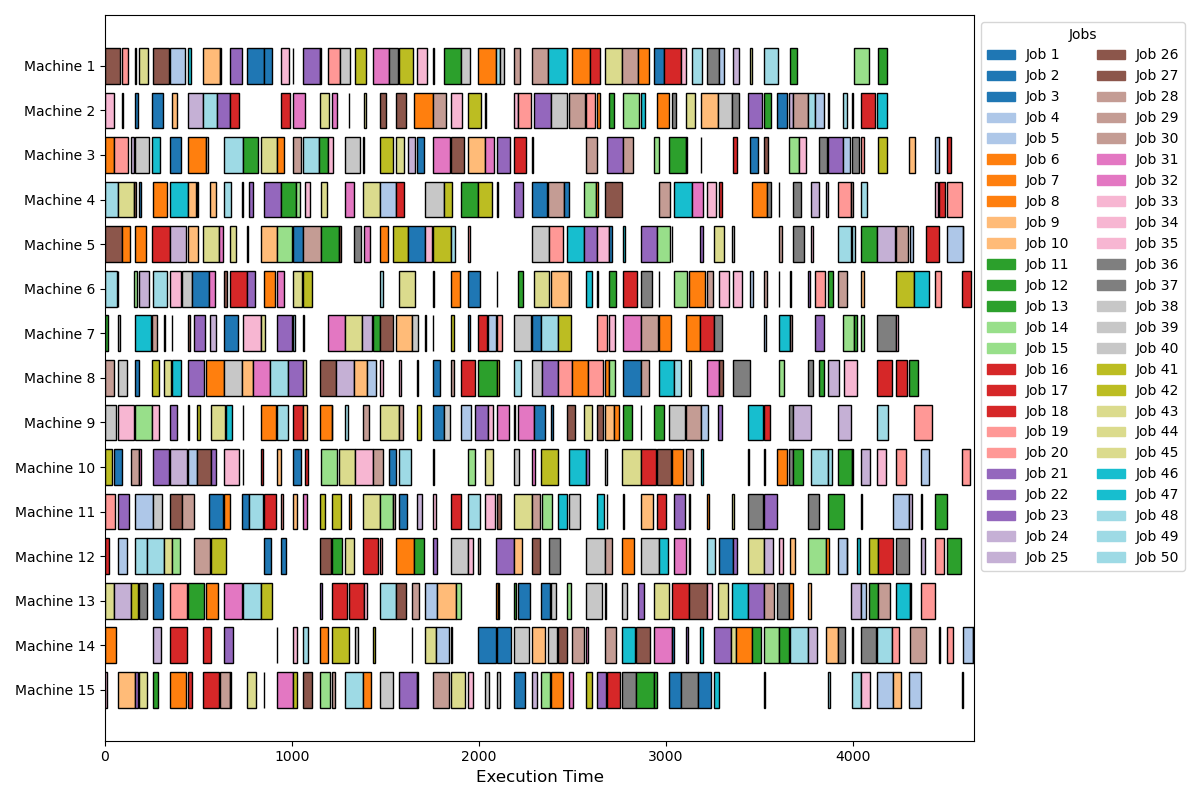 Machine 1
Machine 2
Machine 3
Machine 4
Machine 5
Machine 6
Machine 7
Machine 8
Machine 9
Machine 10
Machine 11
Machine 12
Machine 13
Machine 14
Machine 15
0 1000 2000 3000 4000
Execution Time
Jobs
Job 1 Job 26
Job 2 Job 27
Job 3 Job 28
Job 4 Job 29
Job 5 Job 30
Job 6 Job 31
Job 7 Job 32
Job 8 Job 33
Job 9 Job 34
Job 10 Job 35
Job 11 Job 36
Job 12 Job 37
Job 13 Job 38
Job 14 Job 39
Job 15 Job 40
Job 16 Job 41
Job 17 Job 42
Job 18 Job 43
Job 19 Job 44
Job 20 Job 45
Job 21 Job 46
Job 22 Job 47
Job 23 Job 48
Job 24 Job 49
Job 25 Job 50